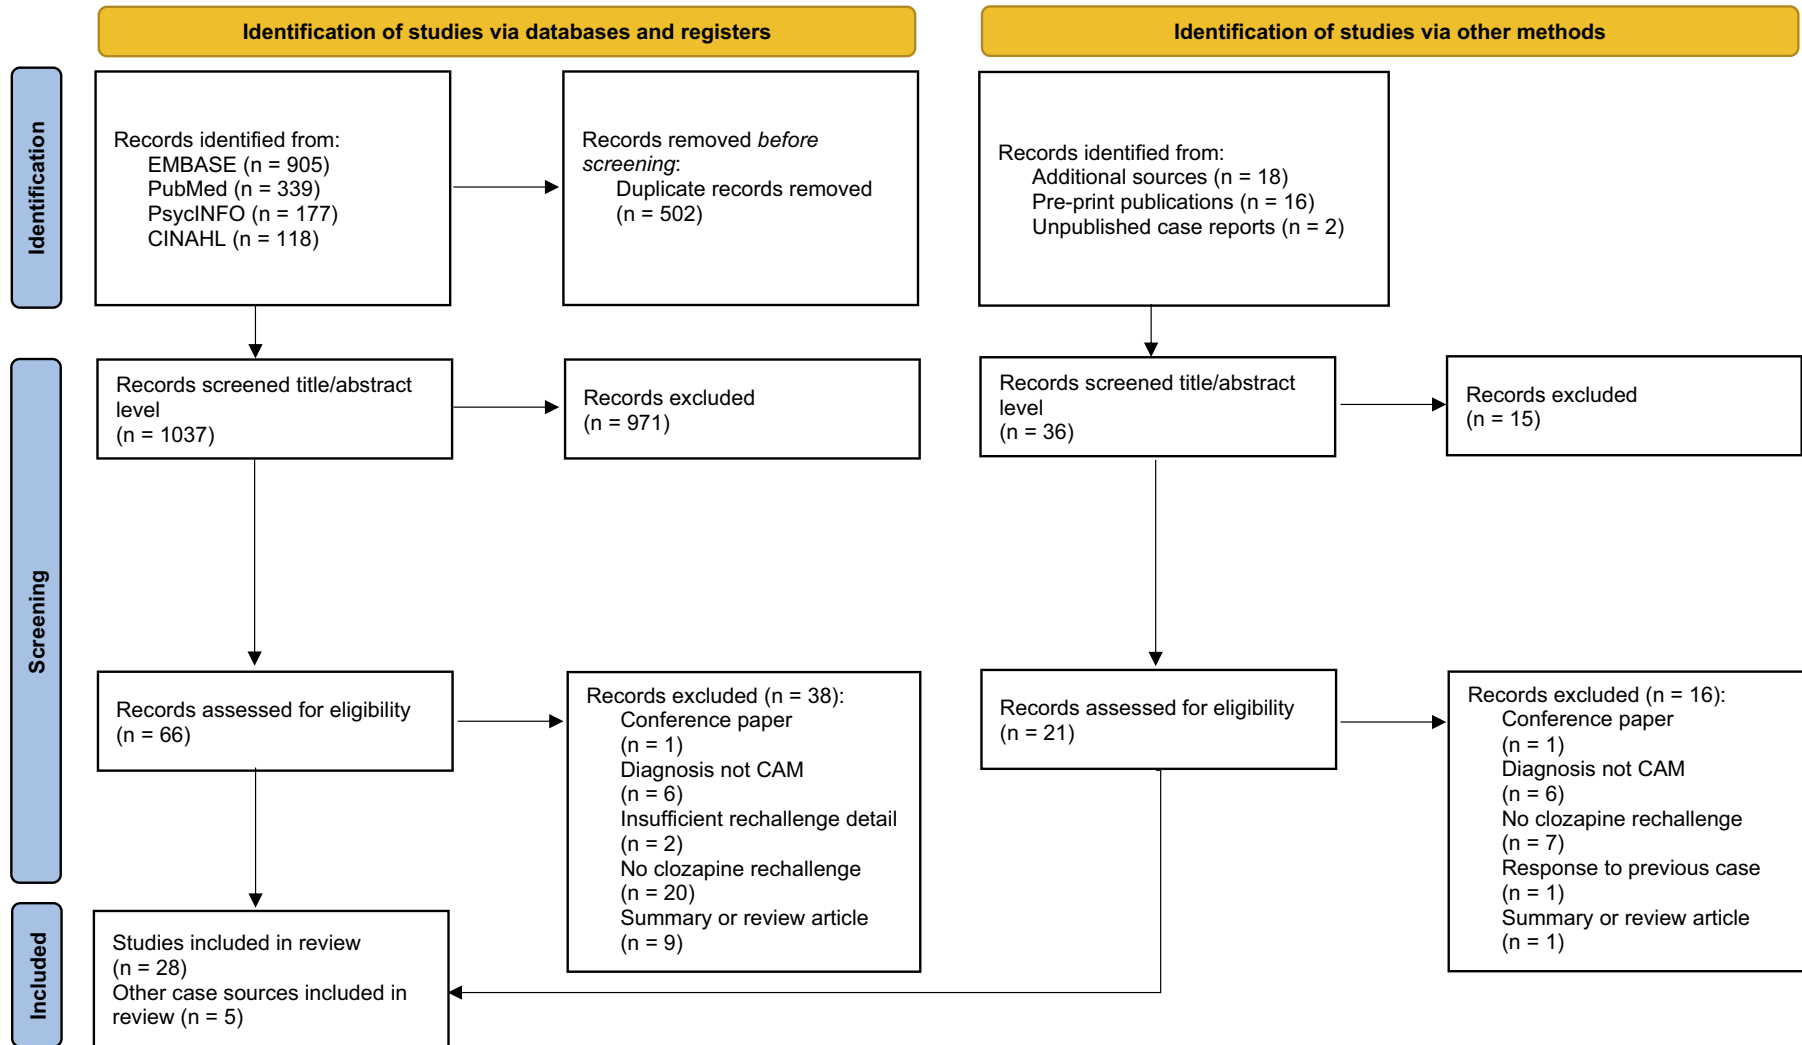 Identification of studies via databases and registers
Identification of studies via other methods
Identification
Records identified from:
EMBASE (n = 905)
PubMed (n = 339)
PsycINFO (n = 177)
CINAHL (n = 118)
Records removed before
screening:
Duplicate records removed
(n = 502)
Records identified from:
Additional sources (n = 18)
Pre-print publications (n = 16)
Unpublished case reports (n = 2)
Screening
Records screened title/abstract
level
(n = 1037)
Records excluded
(n = 971)
Records screened title/abstract
level
(n = 36)
Records excluded
(n = 15)
Records assessed for eligibility
(n = 66)
Records excluded (n = 38):
Conference paper
(n = 1)
Diagnosis not CAM
(n = 6)
Insufficient rechallenge detail
(n = 2)
No clozapine rechallenge
(n = 20)
Summary or review article
(n = 9)
Records assessed for eligibility
(n = 21)
Records excluded (n = 16):
Conference paper
(n = 1)
Diagnosis not CAM
(n = 6)
No clozapine rechallenge
(n = 7)
Response to previous case
(n = 1)
Summary or review article
(n = 1)
Included
Studies included in review
(n = 28)
Other case sources included in
review (n = 5)